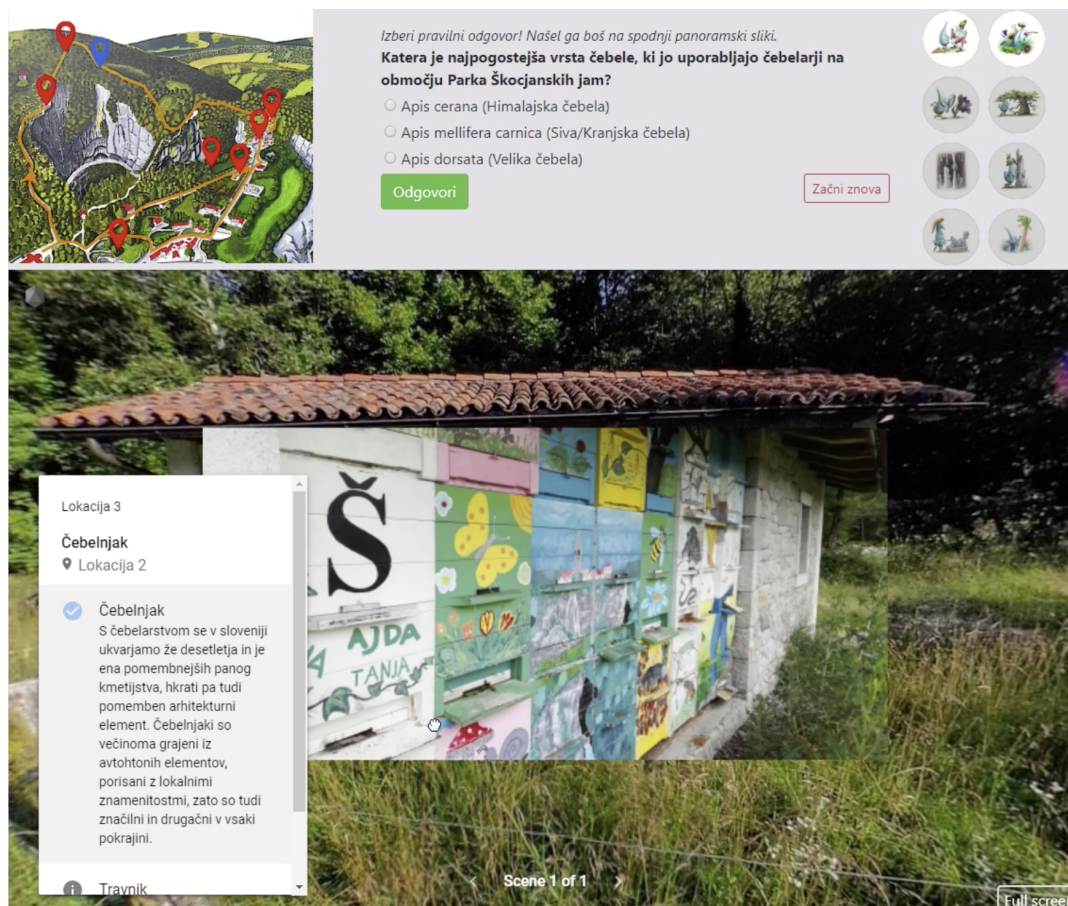 Izberi pravilni odgovor! Našel ga boš na spodnji panoramski sliki.
Katera je najpogostejša vrsta čebele, ki jo uporabljajo čebelarji na
območju Parka Škocjanskih jam?
Apis cerana (Himalajska čebela)
Apis mellifera carnica (Siva/Kranjska čebela)
Apis dorsata (Velika čebela)
Odgovori
Začni znova
Š
AJDA
TANJA
Lokacija 3
Čebelnjak
Lokacija 2
Čebelnjak
S čebelarstvom se v sloveniji
ukvarjamo že desetletja in je
ena pomembnejših panog
kmetijstva, hkrati pa tudi
pomemben arhitekturni
element. Čebelnjaki so
večinoma grajeni iz
avtohtonih elementov,
porisani z lokalnimi
znamenitostmi, zato so tudi
značilni in drugačni v vsaki
pokrajini.
Travnik
Scene 1 of 1
Full scree